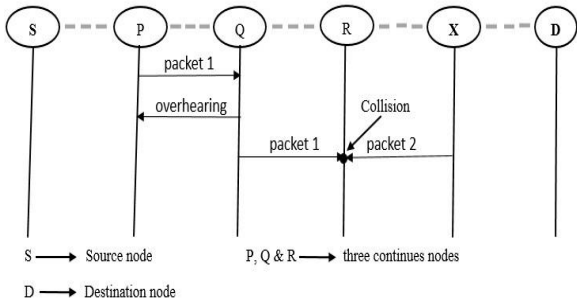 S P Q R X D
packet 1
overhearing
Collision
packet 1 packet 2
S Source node P, Q & R three continues nodes
D Destination node